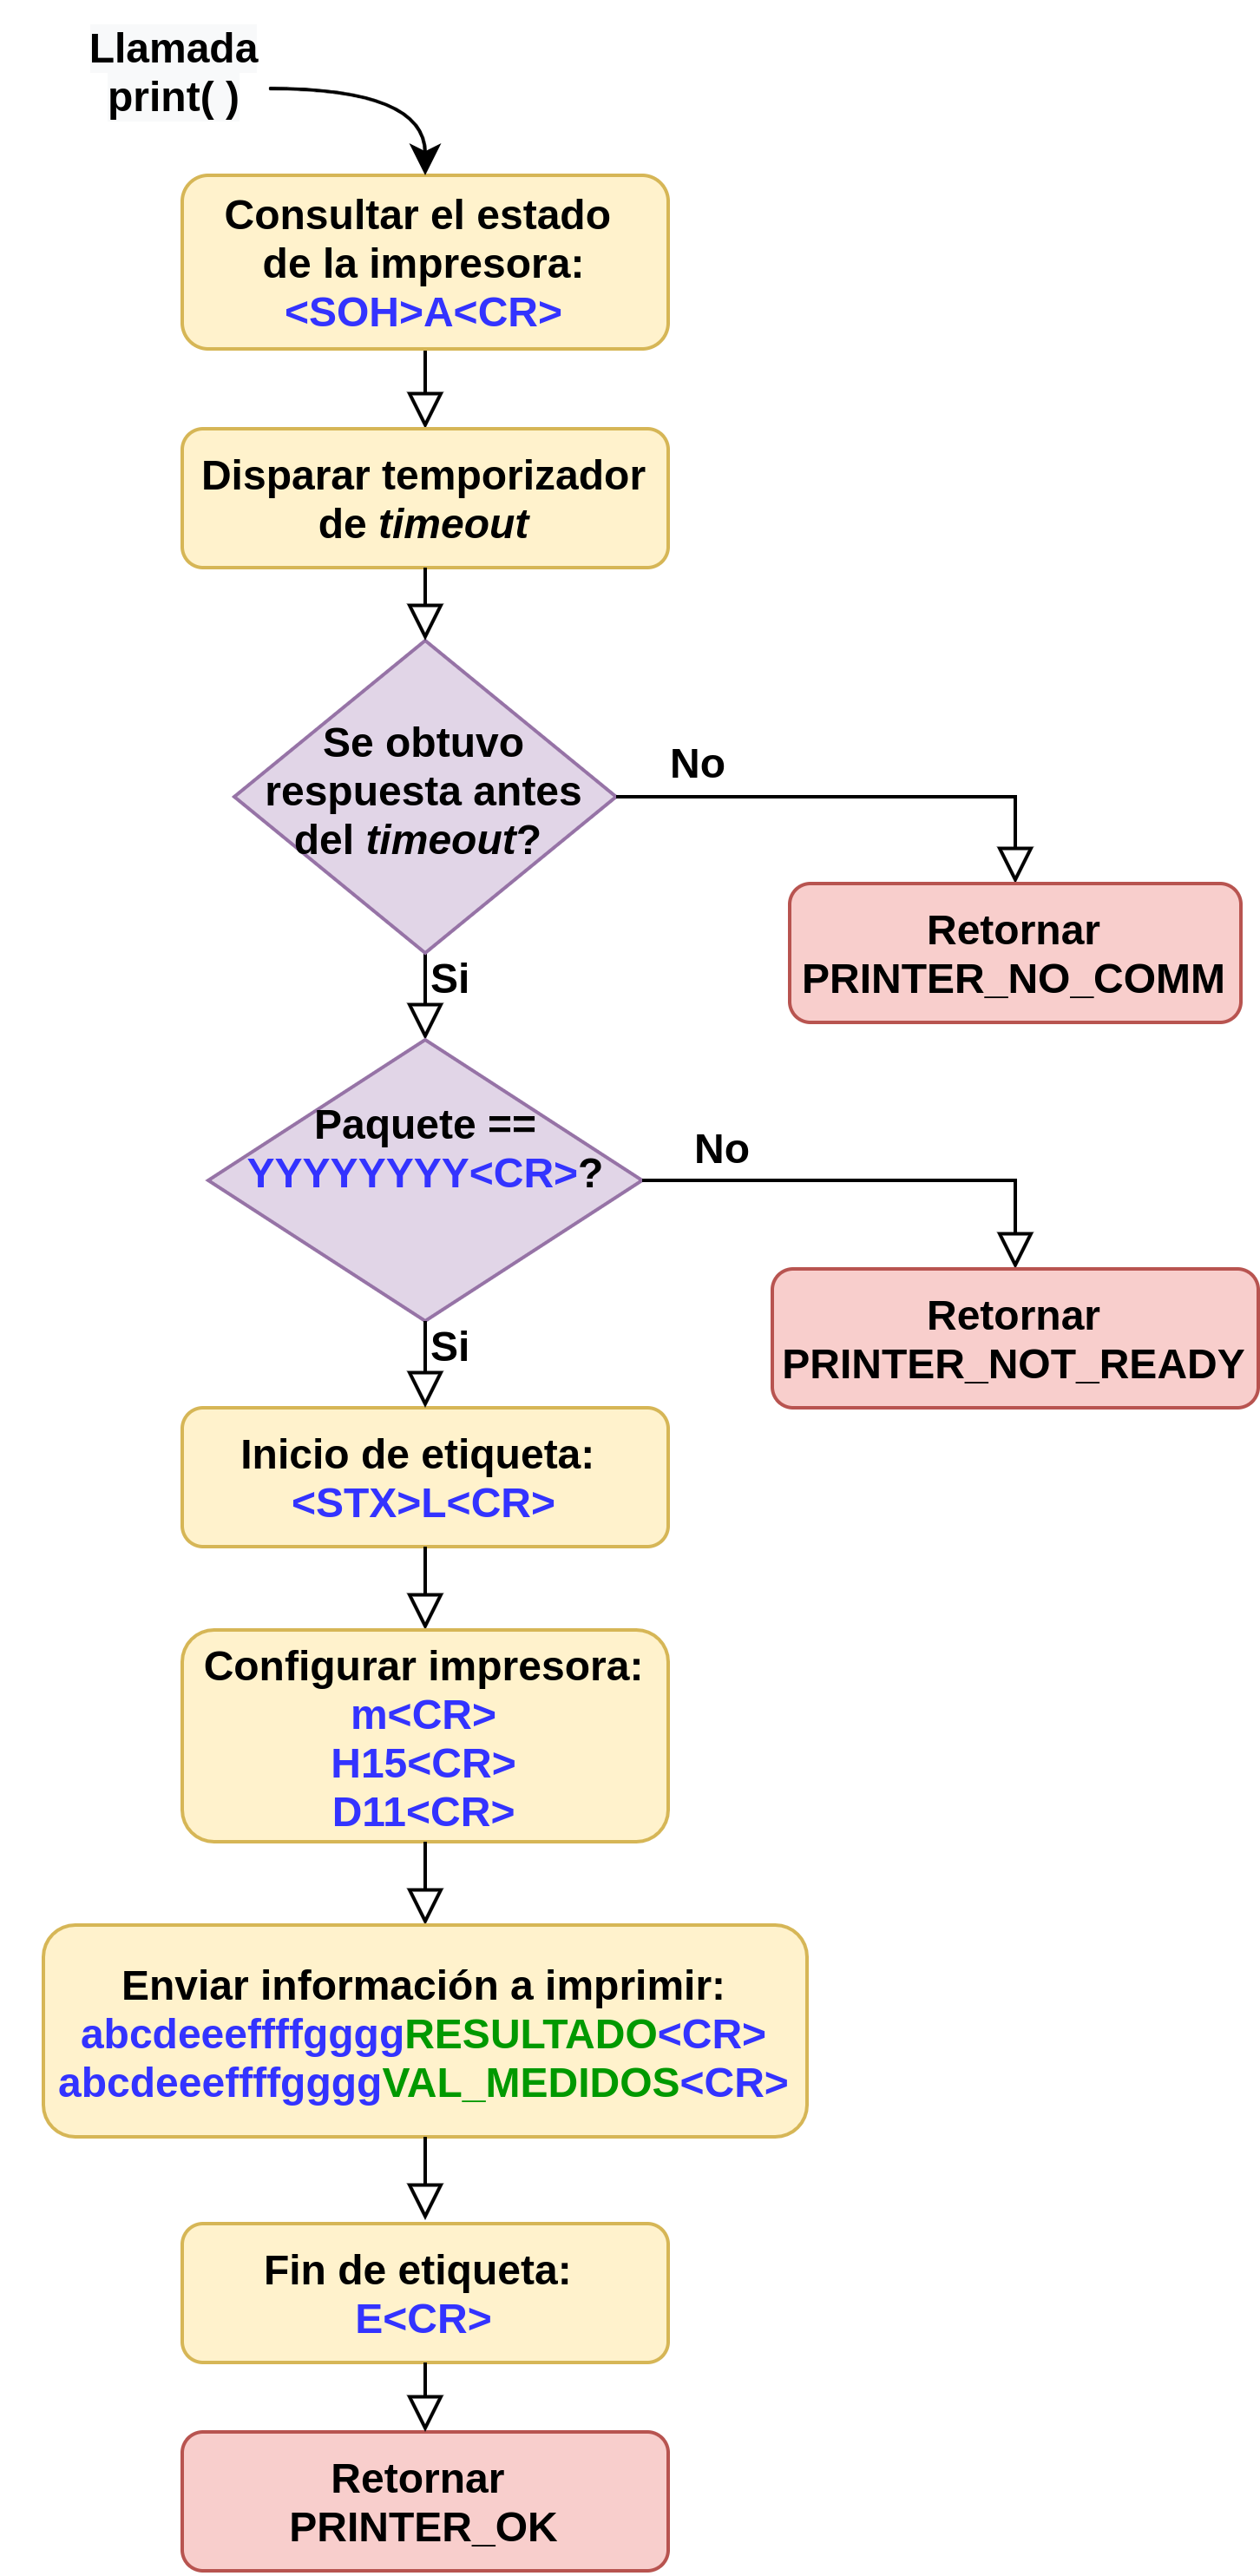 Llamada
print( )
Consultar el estado
de la impresora:
<SOH>A<CR>
Disparar temporizador
de timeout
Se obtuvo
respuesta antes
del timeout?
No
Retornar
PRINTER_NO_COMM
Si
Paquete ==
YYYYYYYY<CR>?
No
Retornar
PRINTER_NOT_READY
Si
Inicio de etiqueta:
<STX>L<CR>
Configurar impresora:
m<CR>
H15<CR>
D11<CR>
Enviar información a imprimir:
abcdeeeffffggggRESULTADO<CR>
abcdeeeffffggggVAL_MEDIDOS<CR>
Fin de etiqueta:
E<CR>
Retornar
PRINTER_OK